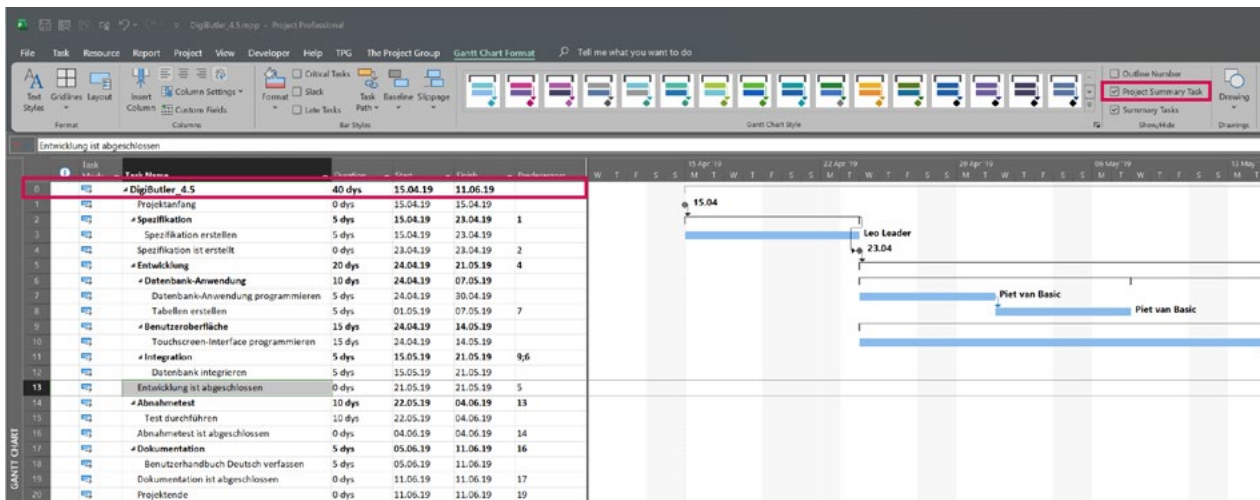 DigiButler_4.5.mpp - Project Professional
File Task Resource Report Project View Developer Help TPG The Project Group Gantt Chart Format Tell me what you want to do
Text Styles Gridlines Layout Insert Column Column Settings Custom Fields Format Critical Tasks Slack Late Tasks Task Path Baseline Slippage Outline Number Project Summary Task Summary Tasks Drawing
Format Columns Bar Styles Gantt Chart Style Show/Hide Drawings
Entwicklung ist abgeschlossen
Task Mode Task Name Duration Start Finish Predecessors 15 Apr '19 22 Apr '19 29 Apr '19 06 May '19 13 May
W T F S S M T W T F S S M T W T F S S M T W T F S S M T W T F S S M T
0 DigiButler_4.5 40 dys 15.04.19 11.06.19
1 Projektanfang 0 dys 15.04.19 15.04.19 15.04
2 Spezifikation 5 dys 15.04.19 23.04.19 1
3 Spezifikation erstellen 5 dys 15.04.19 23.04.19 Leo Leader
4 Spezifikation ist erstellt 0 dys 23.04.19 23.04.19 2 23.04
5 Entwicklung 20 dys 24.04.19 21.05.19 4
6 Datenbank-Anwendung 10 dys 24.04.19 07.05.19
7 Datenbank-Anwendung programmieren 5 dys 24.04.19 30.04.19 Piet van Basic
8 Tabellen erstellen 5 dys 01.05.19 07.05.19 7 Piet van Basic
9 Benutzeroberfläche 15 dys 24.04.19 14.05.19
10 Touchscreen-Interface programmieren 15 dys 24.04.19 14.05.19
11 Integration 5 dys 15.05.19 21.05.19 9;6
12 Datenbank integrieren 5 dys 15.05.19 21.05.19
13 Entwicklung ist abgeschlossen 0 dys 21.05.19 21.05.19 5
14 Abnahmetest 10 dys 22.05.19 04.06.19 13
15 Test durchführen 10 dys 22.05.19 04.06.19
16 Abnahmetest ist abgeschlossen 0 dys 04.06.19 04.06.19 14
17 Dokumentation 5 dys 05.06.19 11.06.19 16
18 Benutzerhandbuch Deutsch verfassen 5 dys 05.06.19 11.06.19
19 Dokumentation ist abgeschlossen 0 dys 11.06.19 11.06.19 17
20 Projektende 0 dys 11.06.19 11.06.19 19
GANTT CHART